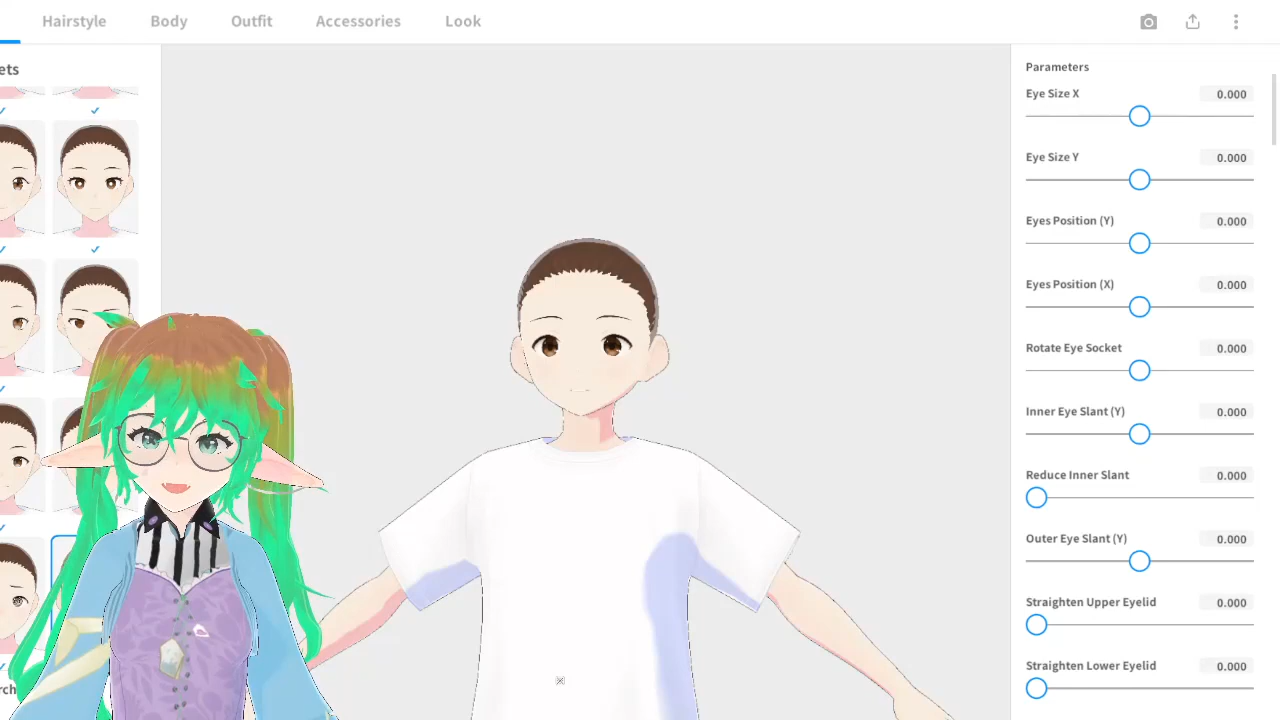 Hairstyle Body Outfit Accessories Look
ets
Parameters
Eye Size X 0.000
Eye Size Y 0.000
Eyes Position (Y) 0.000
Eyes Position (X) 0.000
Rotate Eye Socket 0.000
Inner Eye Slant (Y) 0.000
Reduce Inner Slant 0.000
Outer Eye Slant (Y) 0.000
Straighten Upper Eyelid 0.000
Straighten Lower Eyelid 0.000
rch